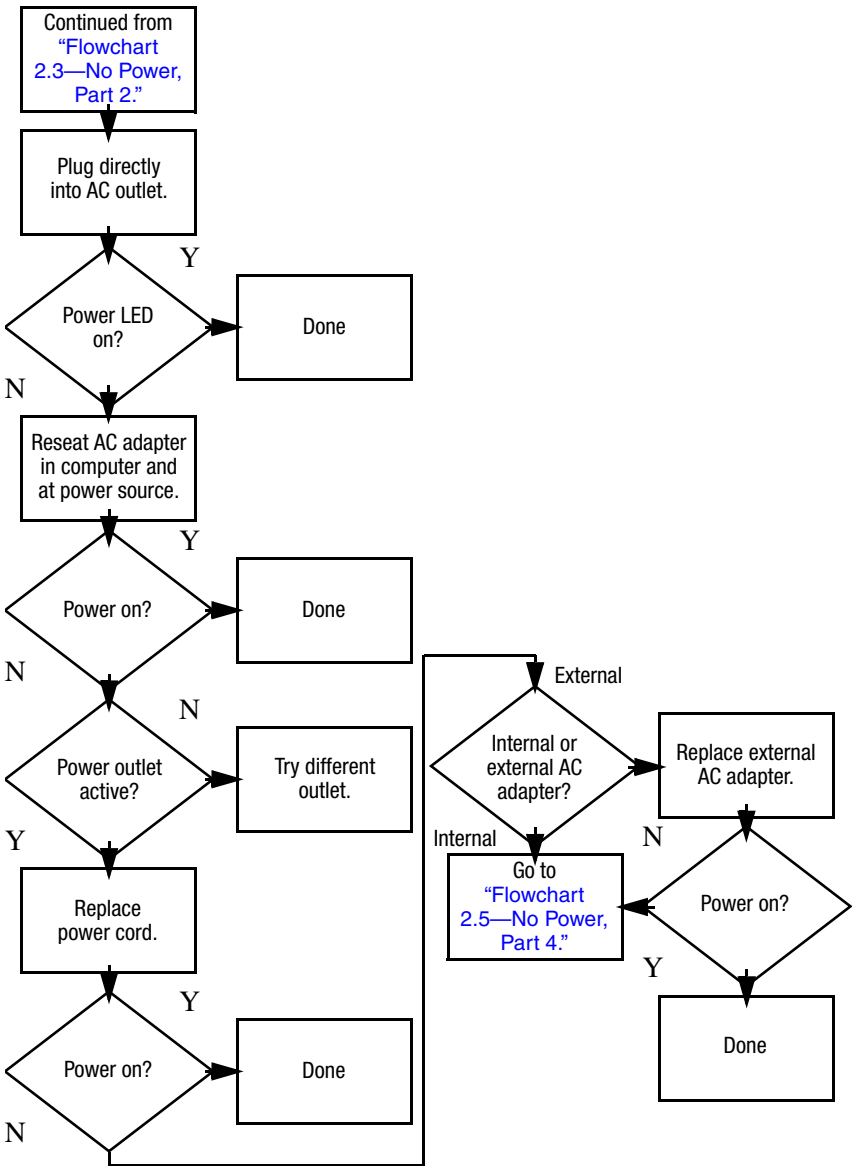 Continued from
“Flowchart
2.3—No Power,
Part 2.”
Plug directly
into AC outlet.
Y
Power LED
on?
Done
N
Reseat AC adapter
in computer and
at power source.
Y
Power on?
Done
N
N
Power outlet
active?
Try different
outlet.
Y
Replace
power cord.
Y
Power on?
Done
N
External
Internal or
external AC
adapter?
Replace external
AC adapter.
Internal
N
Go to
“Flowchart
2.5—No Power,
Part 4.”
Power on?
Y
Done